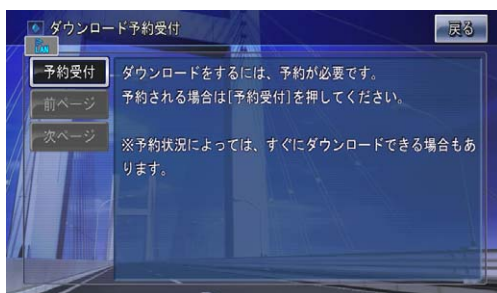 ダウンロード予約受付
戻る
LAN
予約受付
前ページ
次ページ
ダウンロードをするには、予約が必要です。
予約される場合は[予約受付]を押してください。
※予約状況によっては、すぐにダウンロードできる場合もあ
ります。